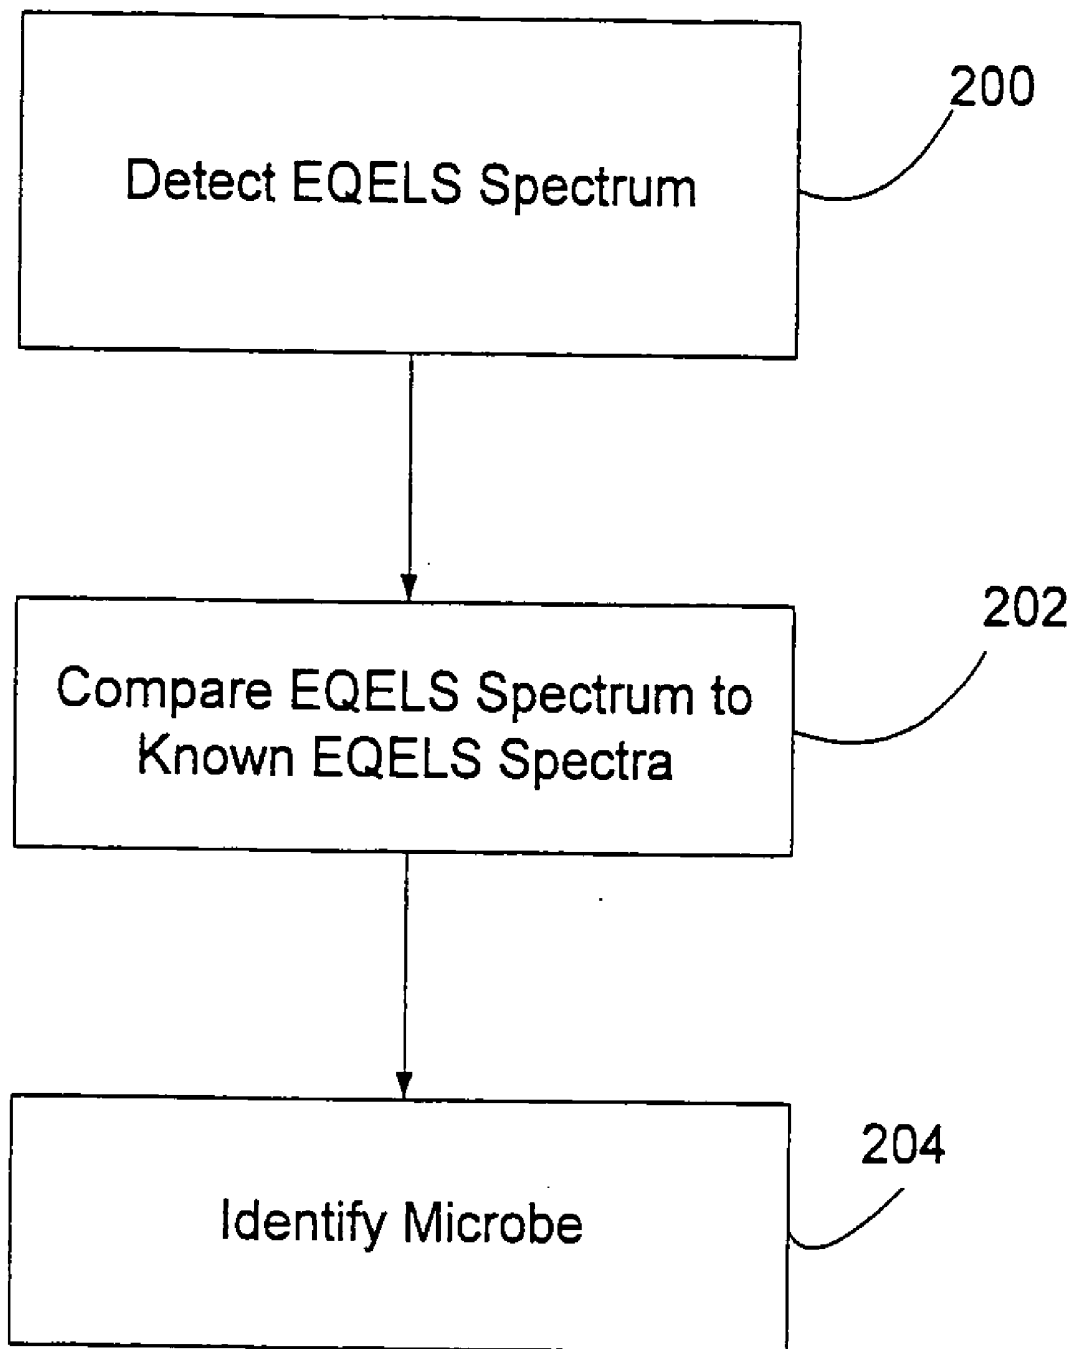 Detect EQELS Spectrum
200
Compare EQELS Spectrum to
Known EQELS Spectra
202
Identify Microbe
204